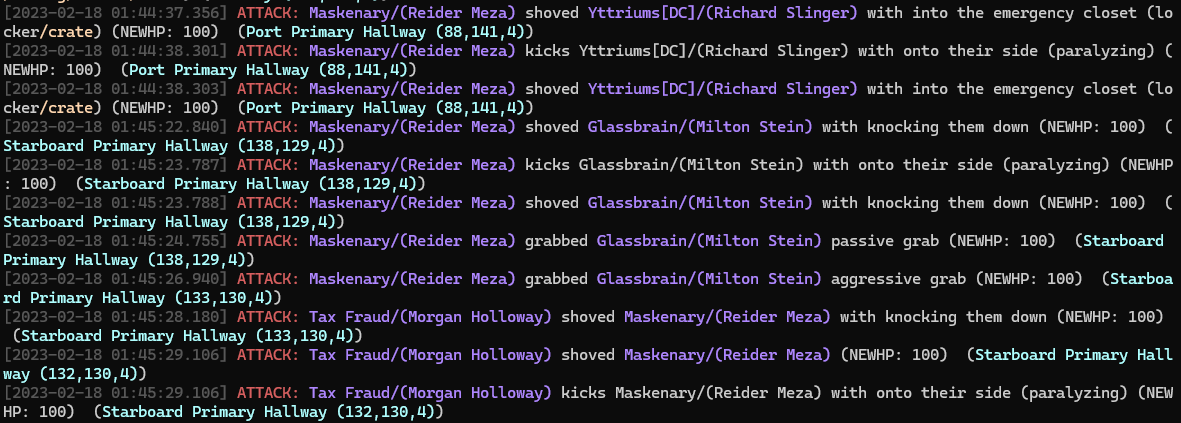 [2023-02-18 01:44:37.356] ATTACK: Maskenary/(Reider Meza) shoved Yttriums[DC]/(Richard Slinger) with into the emergency closet (lo
cker/crate) (NEWHP: 100)  (Port Primary Hallway (88,141,4))
[2023-02-18 01:44:38.301] ATTACK: Maskenary/(Reider Meza) kicks Yttriums[DC]/(Richard Slinger) with onto their side (paralyzing) (
NEWHP: 100)  (Port Primary Hallway (88,141,4))
[2023-02-18 01:44:38.303] ATTACK: Maskenary/(Reider Meza) shoved Yttriums[DC]/(Richard Slinger) with into the emergency closet (lo
cker/crate) (NEWHP: 100)  (Port Primary Hallway (88,141,4))
[2023-02-18 01:45:22.840] ATTACK: Maskenary/(Reider Meza) shoved Glassbrain/(Milton Stein) with knocking them down (NEWHP: 100)  (
Starboard Primary Hallway (138,129,4))
[2023-02-18 01:45:23.787] ATTACK: Maskenary/(Reider Meza) kicks Glassbrain/(Milton Stein) with onto their side (paralyzing) (NEWHP
: 100)  (Starboard Primary Hallway (138,129,4))
[2023-02-18 01:45:23.788] ATTACK: Maskenary/(Reider Meza) shoved Glassbrain/(Milton Stein) with knocking them down (NEWHP: 100)  (
Starboard Primary Hallway (138,129,4))
[2023-02-18 01:45:24.755] ATTACK: Maskenary/(Reider Meza) grabbed Glassbrain/(Milton Stein) passive grab (NEWHP: 100)  (Starboard
Primary Hallway (138,129,4))
[2023-02-18 01:45:26.940] ATTACK: Maskenary/(Reider Meza) grabbed Glassbrain/(Milton Stein) aggressive grab (NEWHP: 100)  (Starboa
rd Primary Hallway (133,130,4))
[2023-02-18 01:45:28.180] ATTACK: Tax Fraud/(Morgan Holloway) shoved Maskenary/(Reider Meza) with knocking them down (NEWHP: 100)
 (Starboard Primary Hallway (133,130,4))
[2023-02-18 01:45:29.106] ATTACK: Tax Fraud/(Morgan Holloway) shoved Maskenary/(Reider Meza) (NEWHP: 100)  (Starboard Primary Hall
way (132,130,4))
[2023-02-18 01:45:29.106] ATTACK: Tax Fraud/(Morgan Holloway) kicks Maskenary/(Reider Meza) with onto their side (paralyzing) (NEW
HP: 100)  (Starboard Primary Hallway (132,130,4))